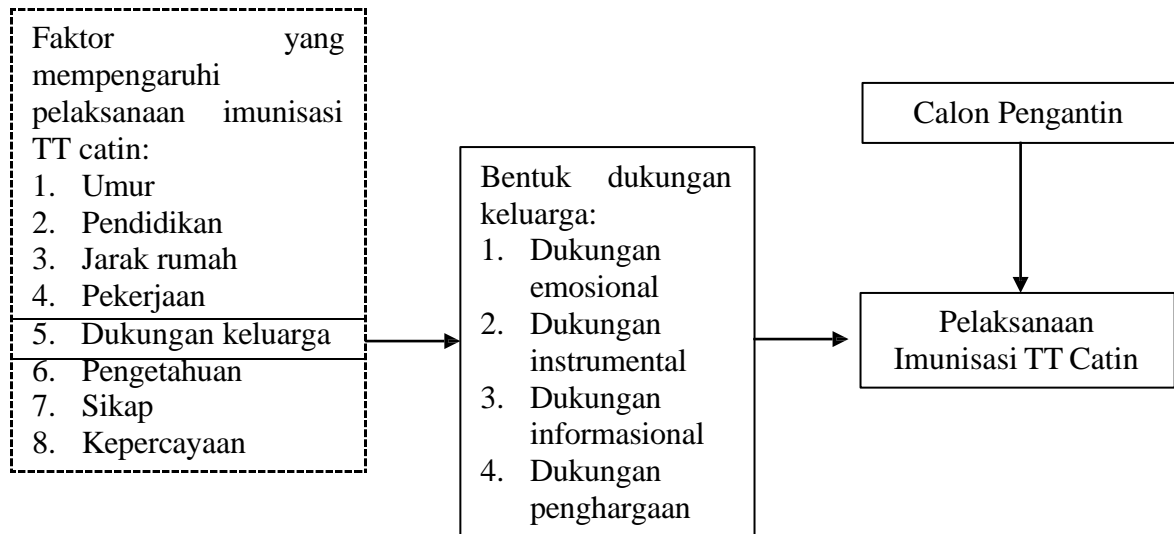 Faktor yang
mempengaruhi
pelaksanaan imunisasi
TT catin:
1. Umur
2. Pendidikan
3. Jarak rumah
4. Pekerjaan
5. Dukungan keluarga
6. Pengetahuan
7. Sikap
8. Kepercayaan
Bentuk dukungan
keluarga:
1. Dukungan
emosional
2. Dukungan
instrumental
3. Dukungan
informasional
4. Dukungan
penghargaan
Calon Pengantin
Pelaksanaan
Imunisasi TT Catin